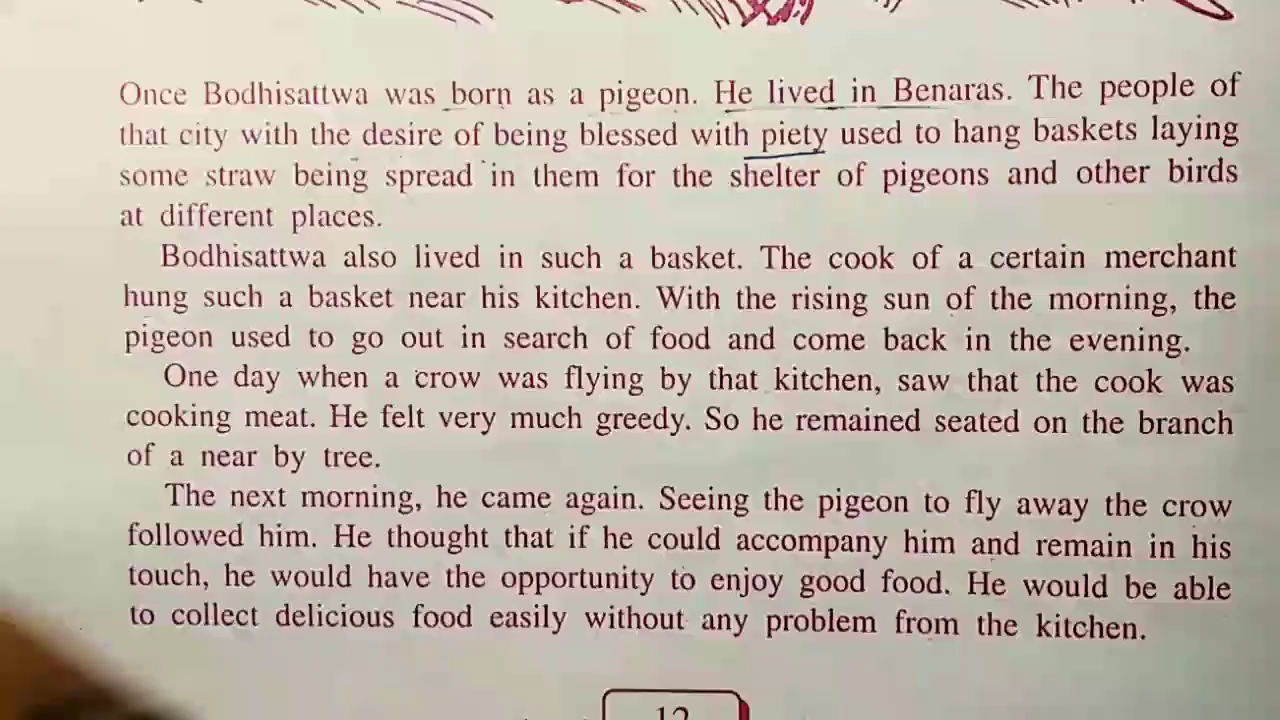 Once Bodhisattwa was born as a pigeon. He lived in Benaras. The people of
that city with the desire of being blessed with piety used to hang baskets laying
some straw being spread in them for the shelter of pigeons and other birds
at different places.
Bodhisattwa also lived in such a basket. The cook of a certain merchant
hung such a basket near his kitchen. With the rising sun of the morning, the
pigeon used to go out in search of food and come back in the evening.
One day when a crow was flying by that kitchen, saw that the cook was
cooking meat. He felt very much greedy. So he remained seated on the branch
of a near by tree.
The next morning, he came again. Seeing the pigeon to fly away the crow
followed him. He thought that if he could accompany him and remain in his
touch, he would have the opportunity to enjoy good food. He would be able
to collect delicious food easily without any problem from the kitchen.